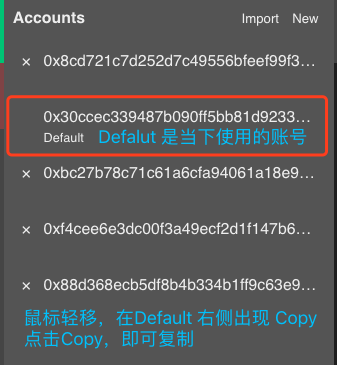 Accounts Import New
× 0x8cd721c7d252d7c49556bfeef99f3…
0x30ccec339487b090ff5bb81d9233…
Default Defalut 是当下使用的账号
× 0xbc27b78c71c61a6cfa94061a18e9…
× 0xf4cee6e3dc00f3a49ecf2d1f147b6…
× 0x88d368ecb5df8b4b334b1ff9c63e9…
鼠标轻移，在Default 右侧出现 Copy
点击Copy，即可复制